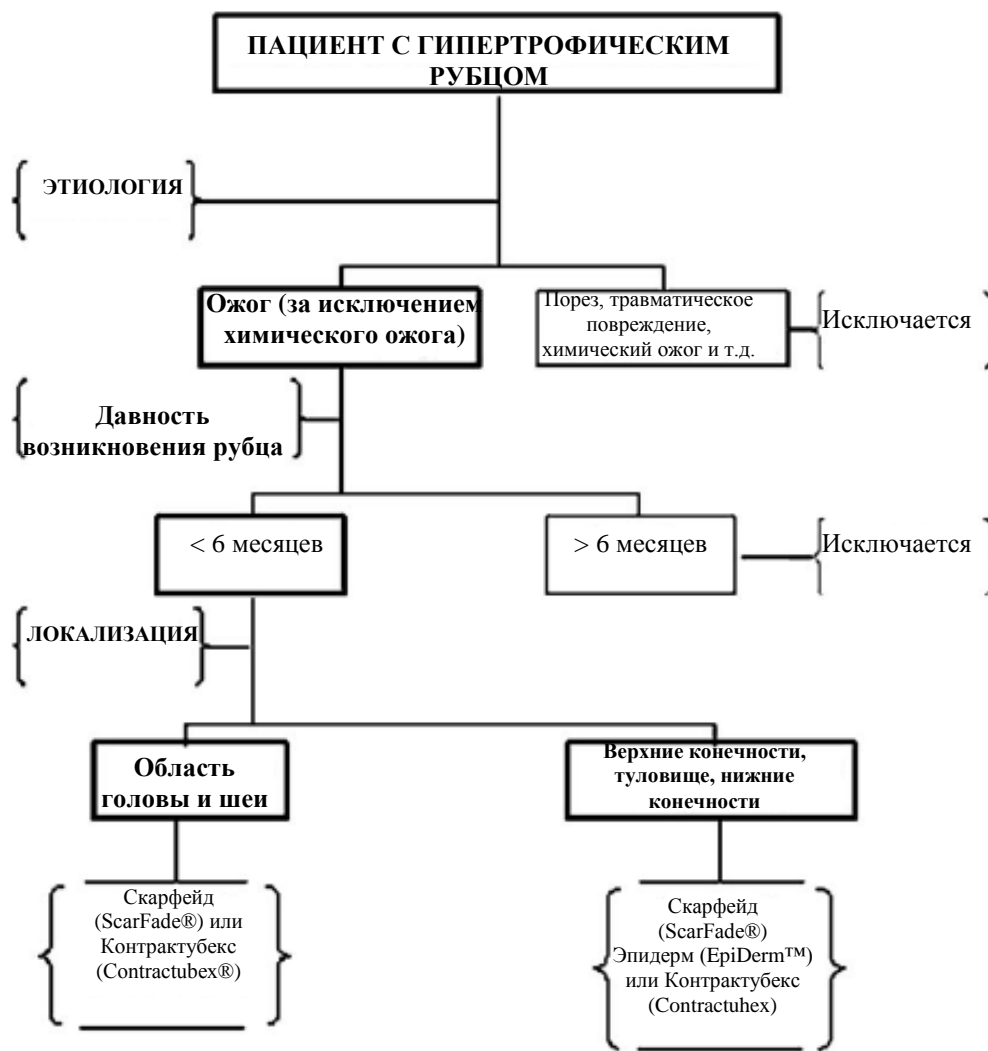 ПАЦИЕНТ С ГИПЕРТРОФИЧЕСКИМ
РУБЦОМ
ЭТИОЛОГИЯ
Ожог (за исключением
химического ожога)
Порез, травматическое
повреждение,
химический ожог и т.д.
Исключается
Давность
возникновения рубца
< 6 месяцев
> 6 месяцев
Исключается
ЛОКАЛИЗАЦИЯ
Область
головы и шеи
Верхние конечности,
туловище, нижние
конечности
Скарфейд
(ScarFade®) или
Контрактубекс
(Contractubex®)
Скарфейд
(ScarFade®)
Эпидерм (EpiDerm™)
или Контрактубекс
(Contractuhex)